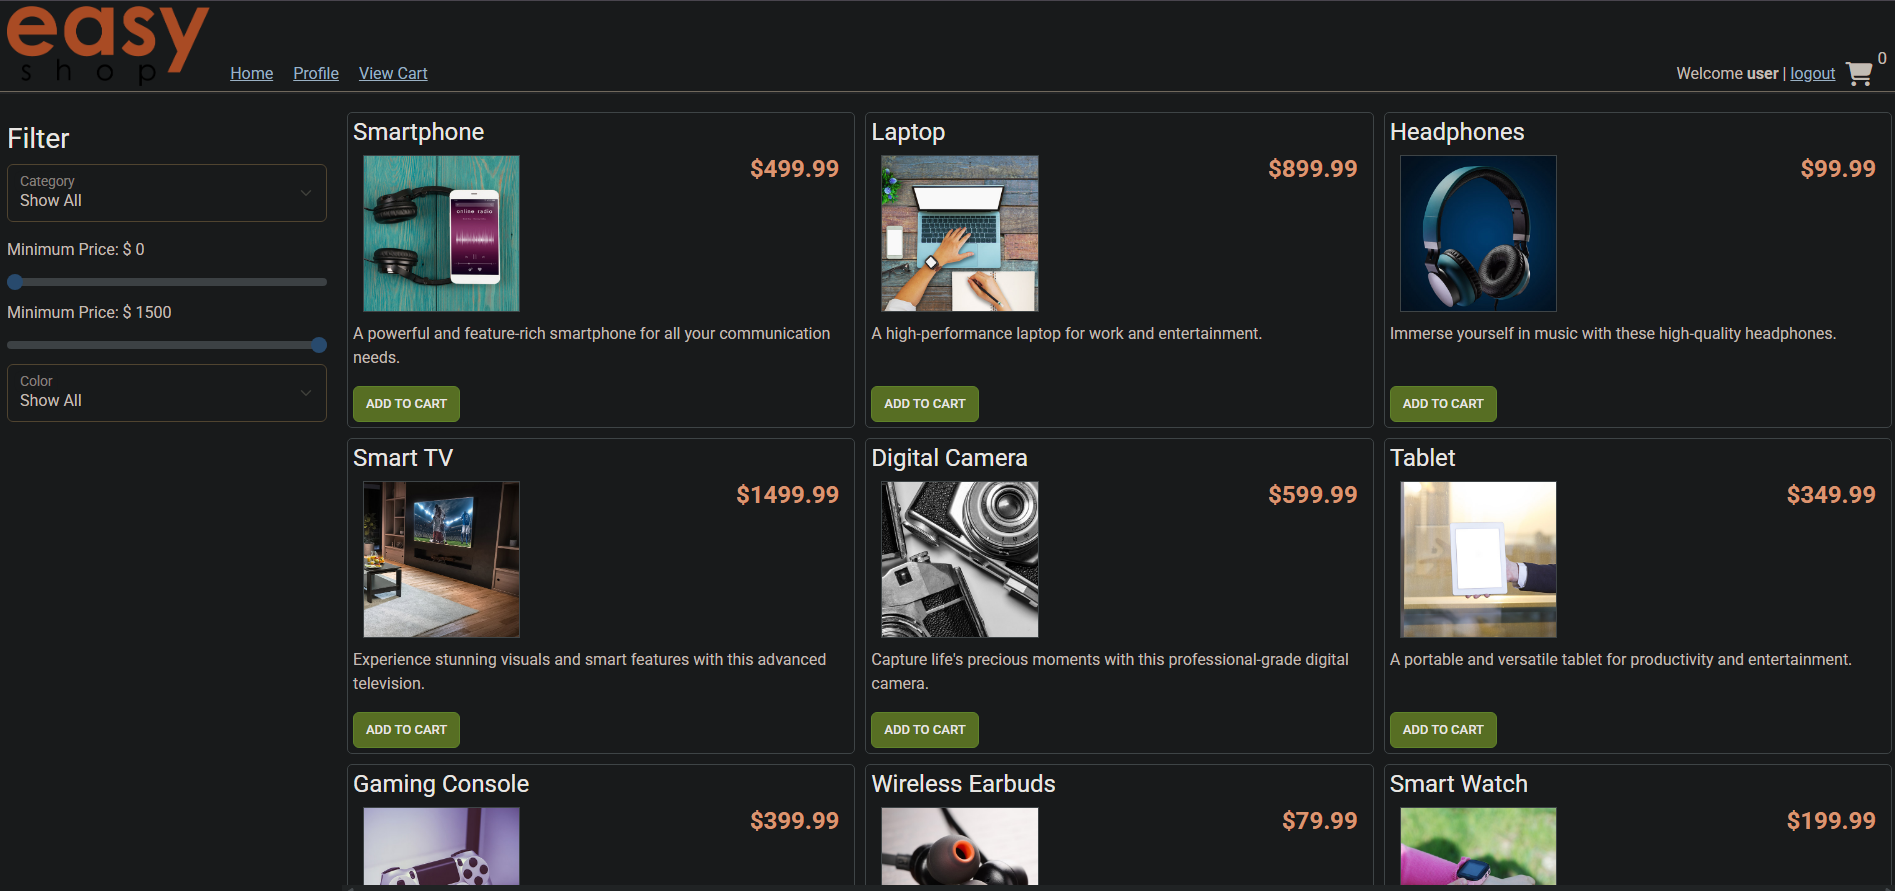 easy
shop
Home Profile View Cart
Welcome user | logout
0
Filter
Category
Show All
Minimum Price: $ 0
Minimum Price: $ 1500
Color
Show All
Smartphone
$499.99
online radio
A powerful and feature-rich smartphone for all your communication
needs.
ADD TO CART
Laptop
$899.99
A high-performance laptop for work and entertainment.
ADD TO CART
Headphones
$99.99
Immerse yourself in music with these high-quality headphones.
ADD TO CART
Smart TV
$1499.99
Experience stunning visuals and smart features with this advanced
television.
ADD TO CART
Digital Camera
$599.99
Capture life's precious moments with this professional-grade digital
camera.
ADD TO CART
Tablet
$349.99
A portable and versatile tablet for productivity and entertainment.
ADD TO CART
Gaming Console
$399.99
Wireless Earbuds
$79.99
Smart Watch
$199.99